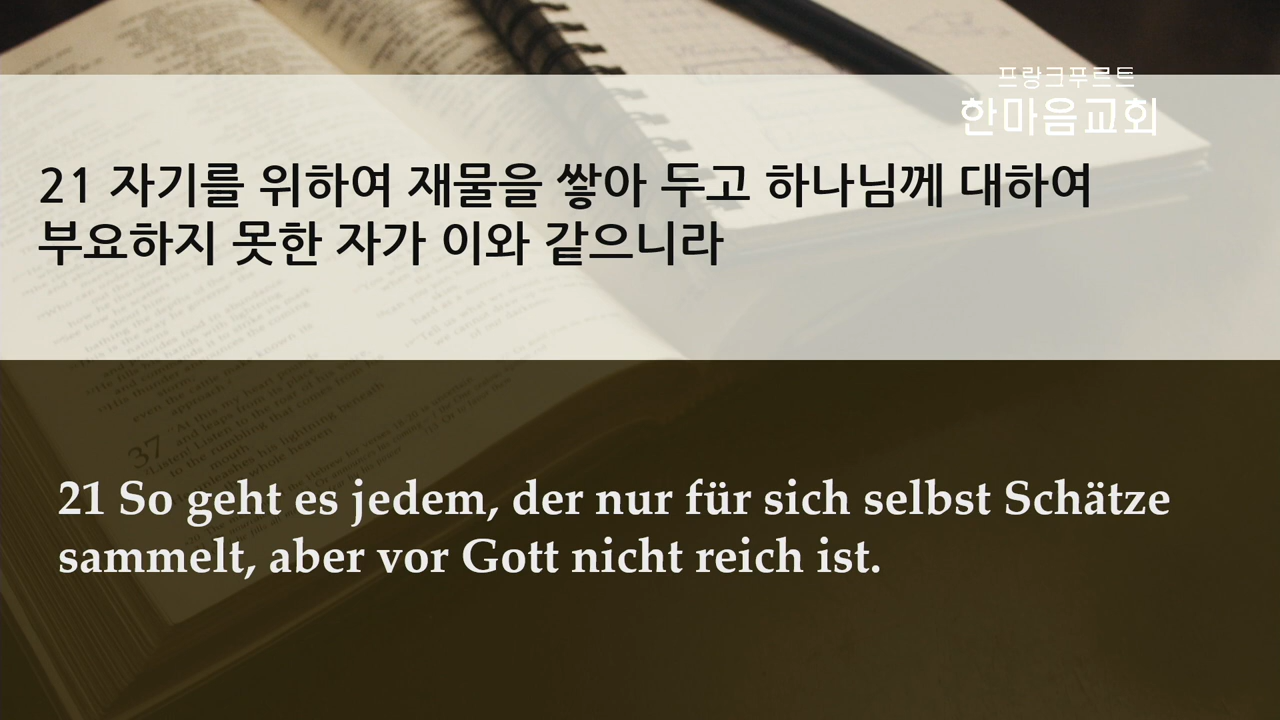 프랑크푸르트
한마음교회
21 자기를 위하여 재물을 쌓아 두고 하나님께 대하여
부요하지 못한 자가 이와 같으니라
37
21 So geht es jedem, der nur für sich selbst Schätze
sammelt, aber vor Gott nicht reich ist.